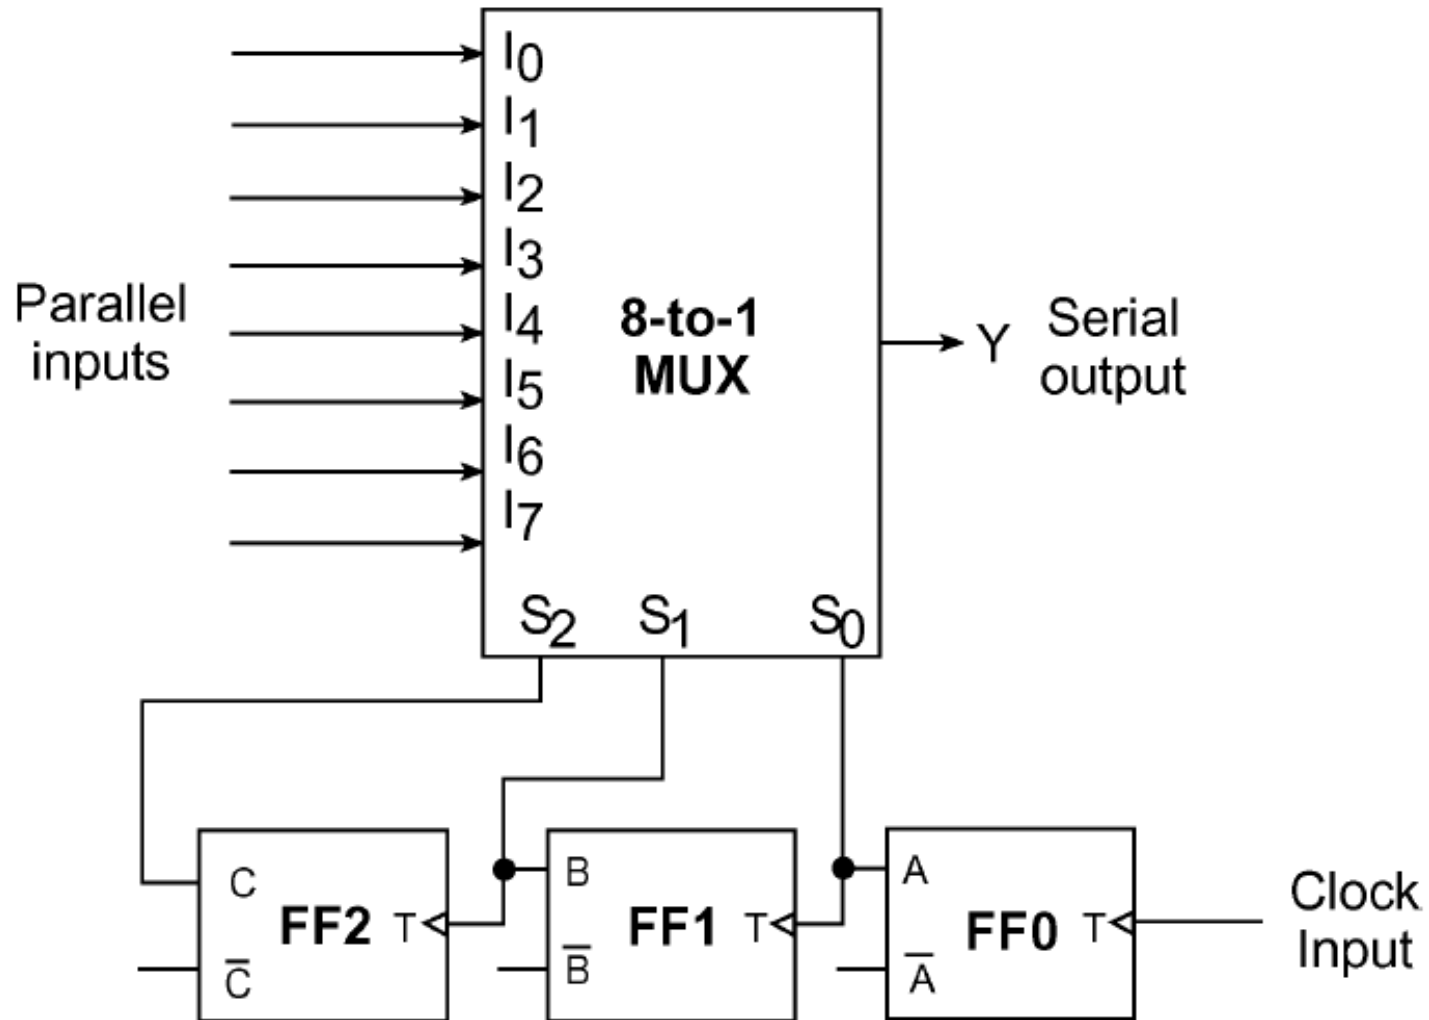 I0
I1
I2
I3
I4
I5
I6
I7
Parallel
inputs
8-to-1
MUX
Y
Serial
output
S2 S1 S0
C
FF2 T
C̅
B
FF1 T
B̅
A
FF0 T
A̅
Clock
Input